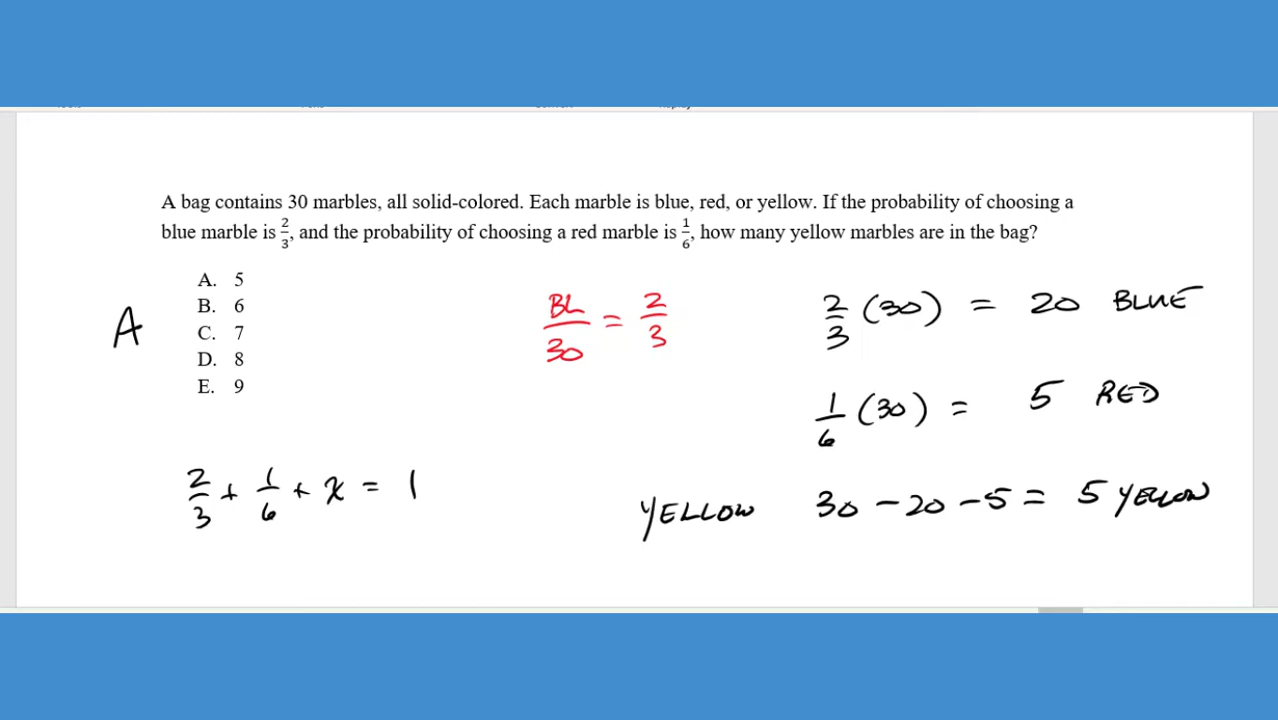 A bag contains 30 marbles, all solid-colored. Each marble is blue, red, or yellow. If the probability of choosing a
blue marble is 2/3, and the probability of choosing a red marble is 1/6, how many yellow marbles are in the bag?
A. 5
B. 6
C. 7
D. 8
E. 9
A
BL/30 = 2/3
2/3 (30) = 20 BLUE
1/6 (30) = 5 RED
2/3 + 1/6 + x = 1
YELLOW 30 - 20 - 5 = 5 YELLOW